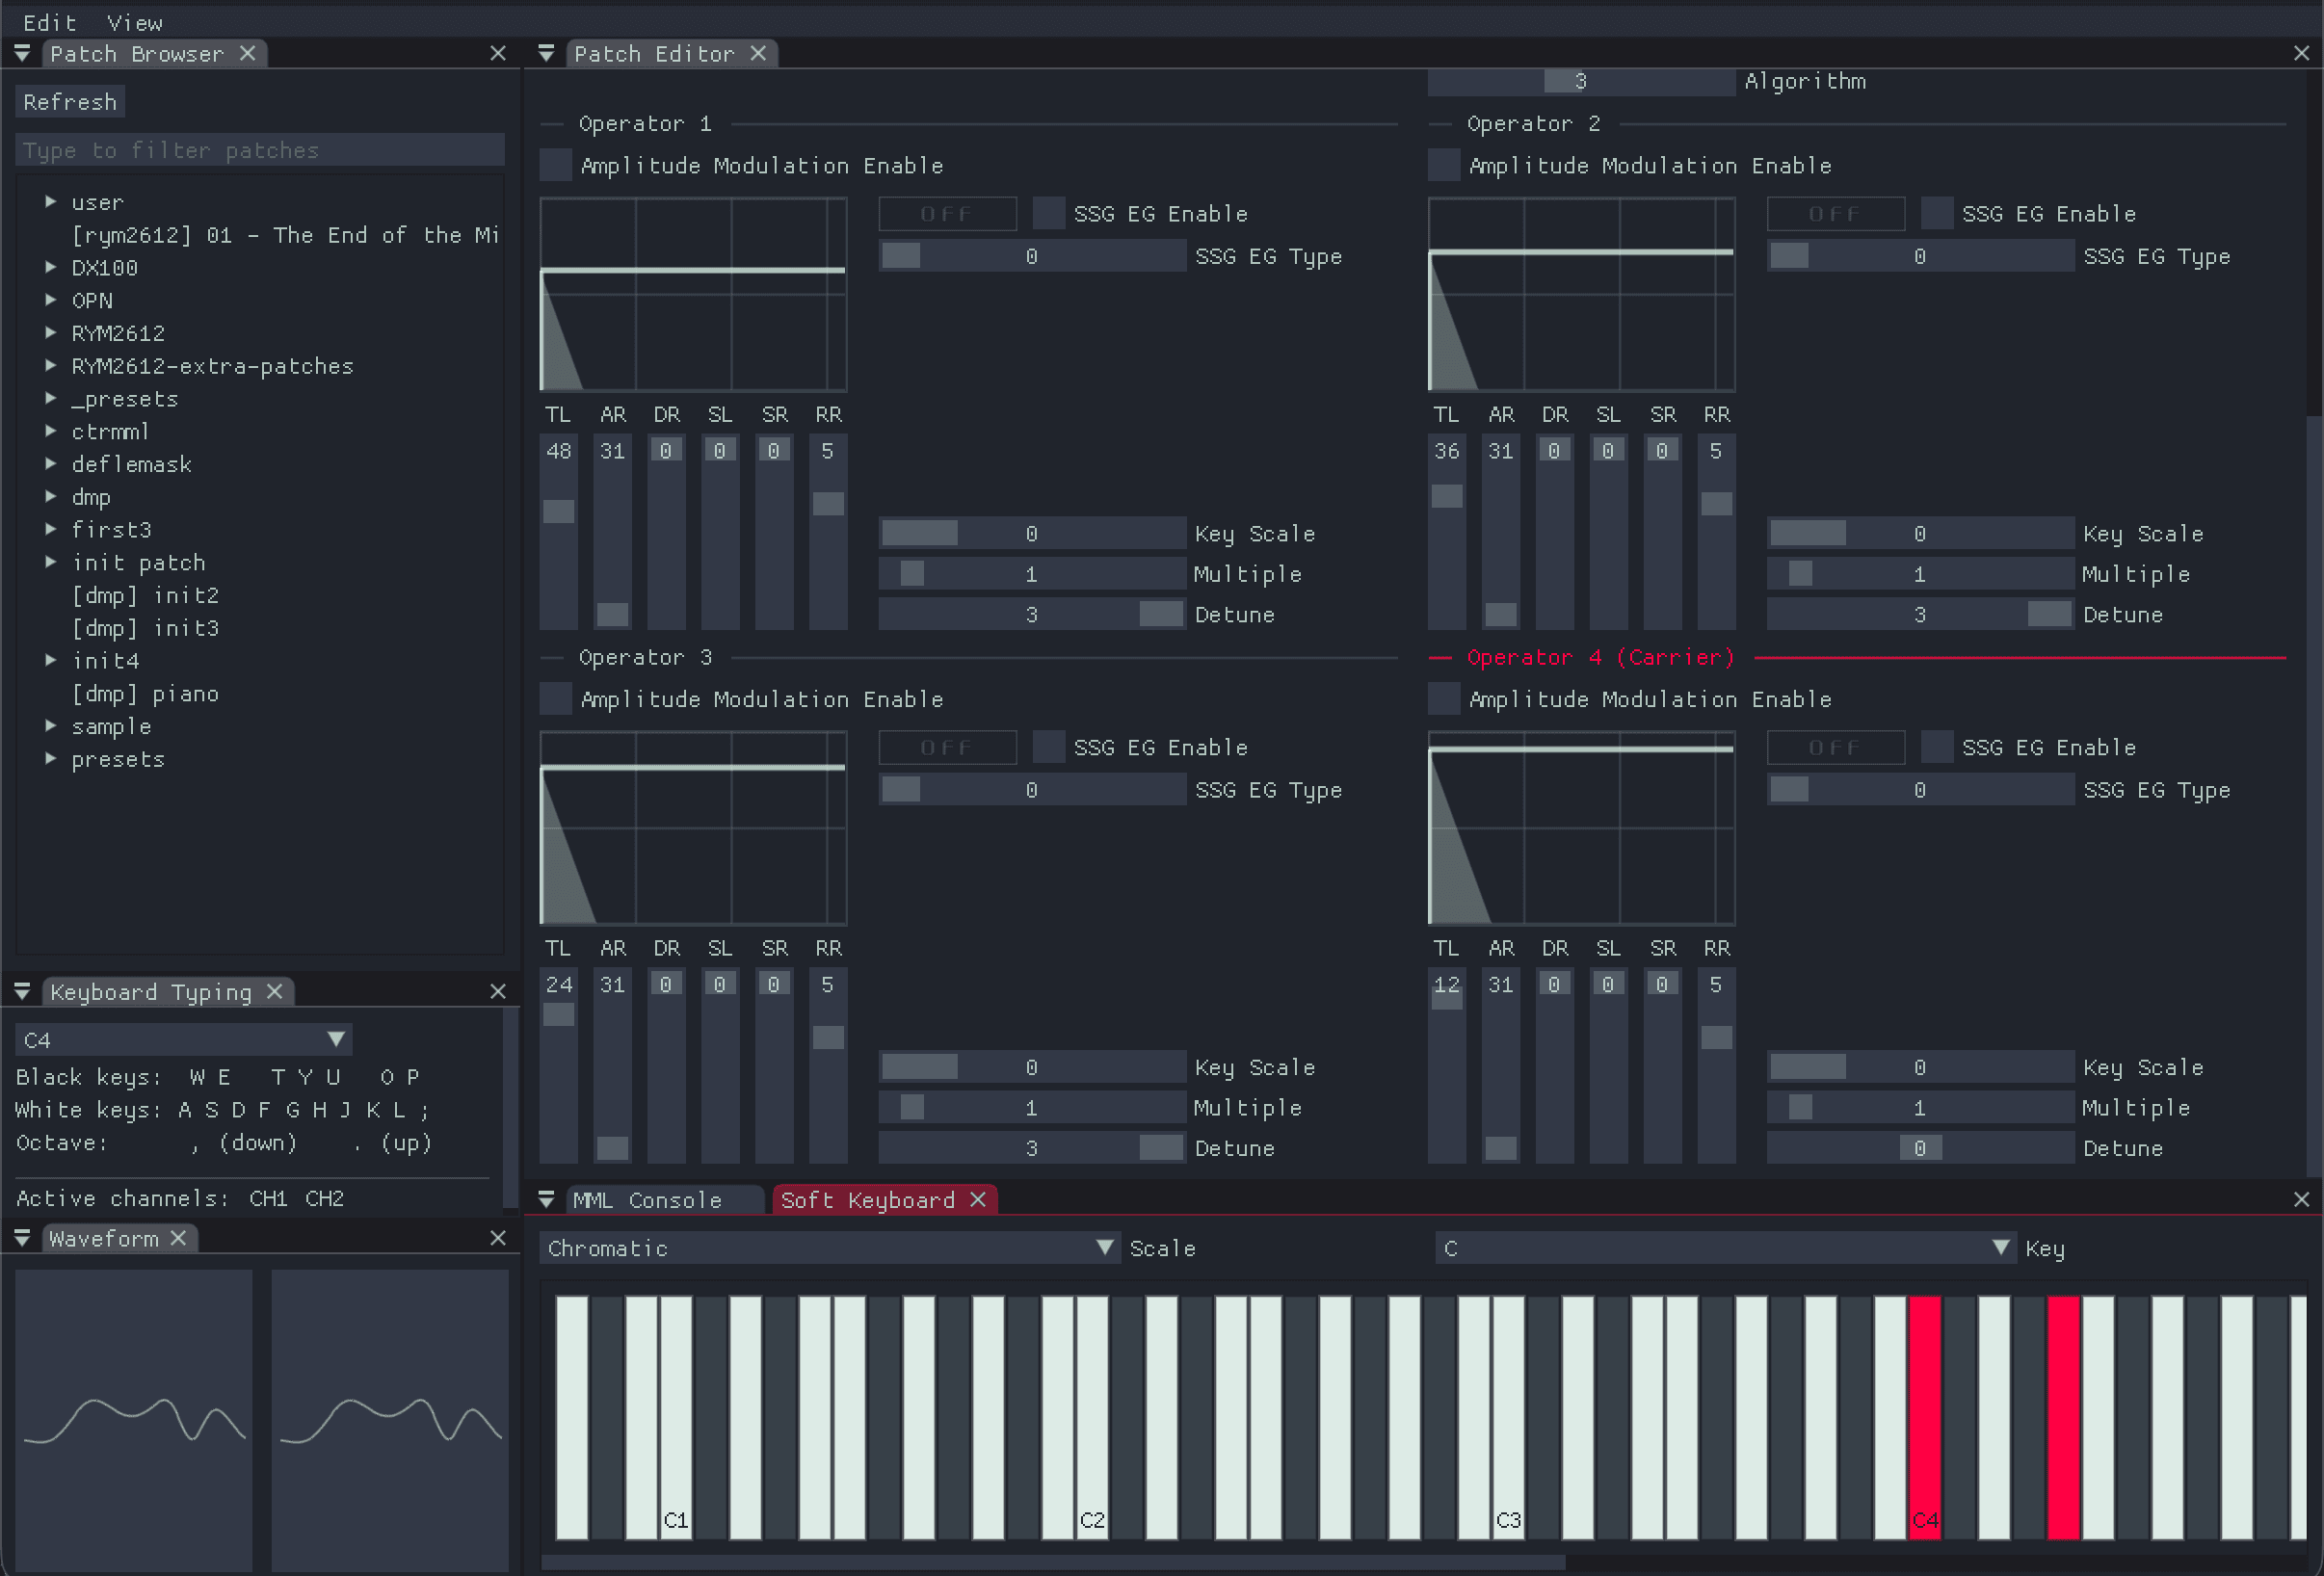 Edit View
Patch Browser
Refresh
Type to filter patches
user
[rym2612] 01 - The End of the Mi
DX100
OPN
RYM2612
RYM2612-extra-patches
_presets
ctrmml
deflemask
dmp
first3
init patch
[dmp] init2
[dmp] init3
init4
[dmp] piano
sample
presets
Keyboard Typing
C4
Black keys: W E T Y U O P
White keys: A S D F G H J K L ;
Octave: , (down) . (up)
Active channels: CH1 CH2
Waveform
Patch Editor
3 Algorithm
Operator 1
Amplitude Modulation Enable
OFF SSG EG Enable
0 SSG EG Type
TL AR DR SL SR RR
48 31 0 0 0 5
0 Key Scale
1 Multiple
3 Detune
Operator 2
Amplitude Modulation Enable
OFF SSG EG Enable
0 SSG EG Type
TL AR DR SL SR RR
36 31 0 0 0 5
0 Key Scale
1 Multiple
3 Detune
Operator 3
Amplitude Modulation Enable
OFF SSG EG Enable
0 SSG EG Type
TL AR DR SL SR RR
24 31 0 0 0 5
0 Key Scale
1 Multiple
3 Detune
Operator 4 (Carrier)
Amplitude Modulation Enable
OFF SSG EG Enable
0 SSG EG Type
TL AR DR SL SR RR
12 31 0 0 0 5
0 Key Scale
1 Multiple
0 Detune
MML Console Soft Keyboard
Chromatic Scale C Key
C1 C2 C3 C4